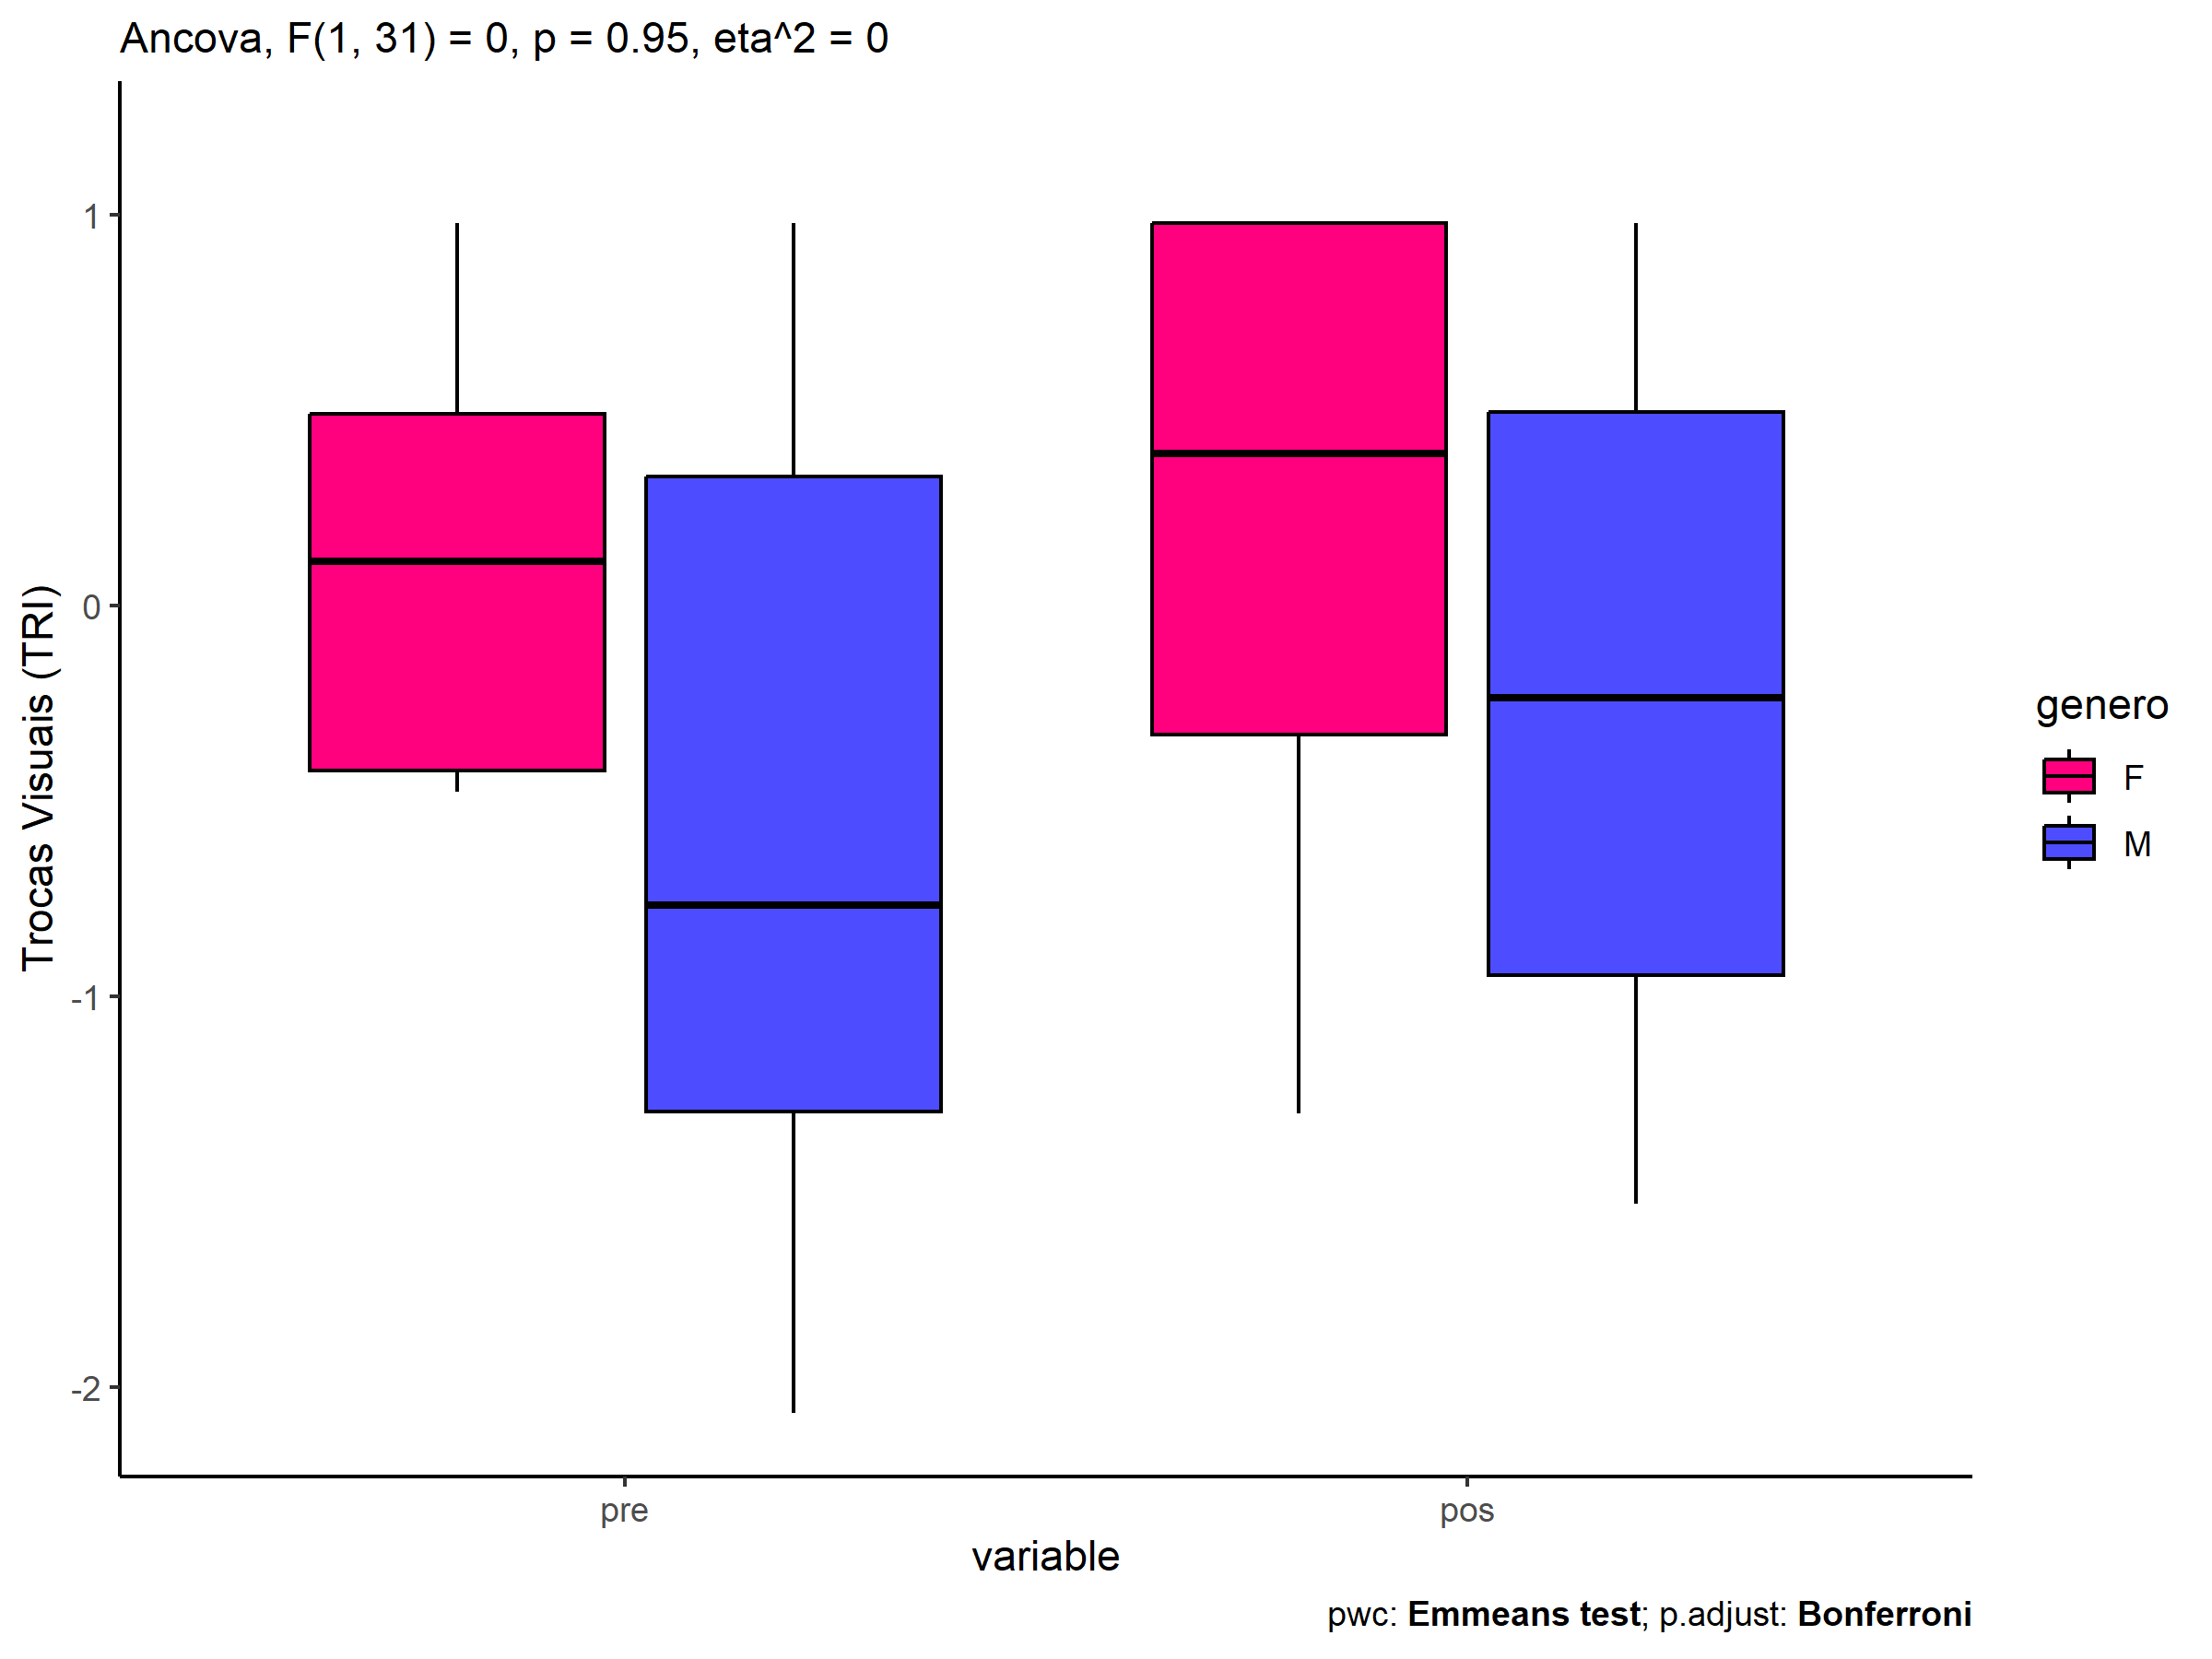 Ancova, F(1, 31) = 0, p = 0.95, eta^2 = 0
Trocas Visuais (TRI)
1
0
-1
-2
pre
pos
variable
genero
F
M
pwc: Emmeans test; p.adjust: Bonferroni